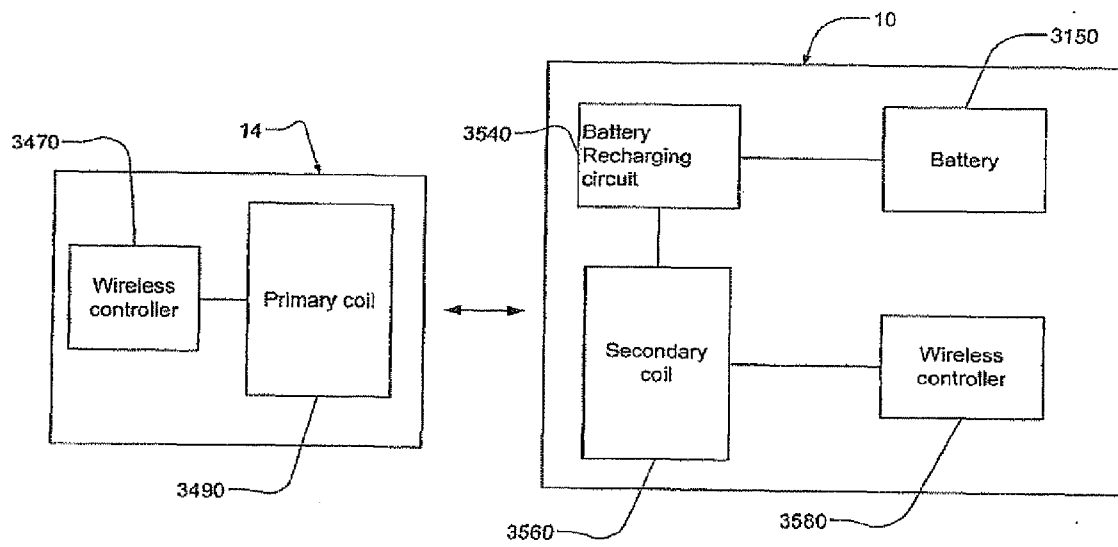 10
3150
3470
14
3540
Battery
Recharging
circuit
Battery
Wireless
controller
Primary coil
Secondary
coil
Wireless
controller
3490
3560
3580